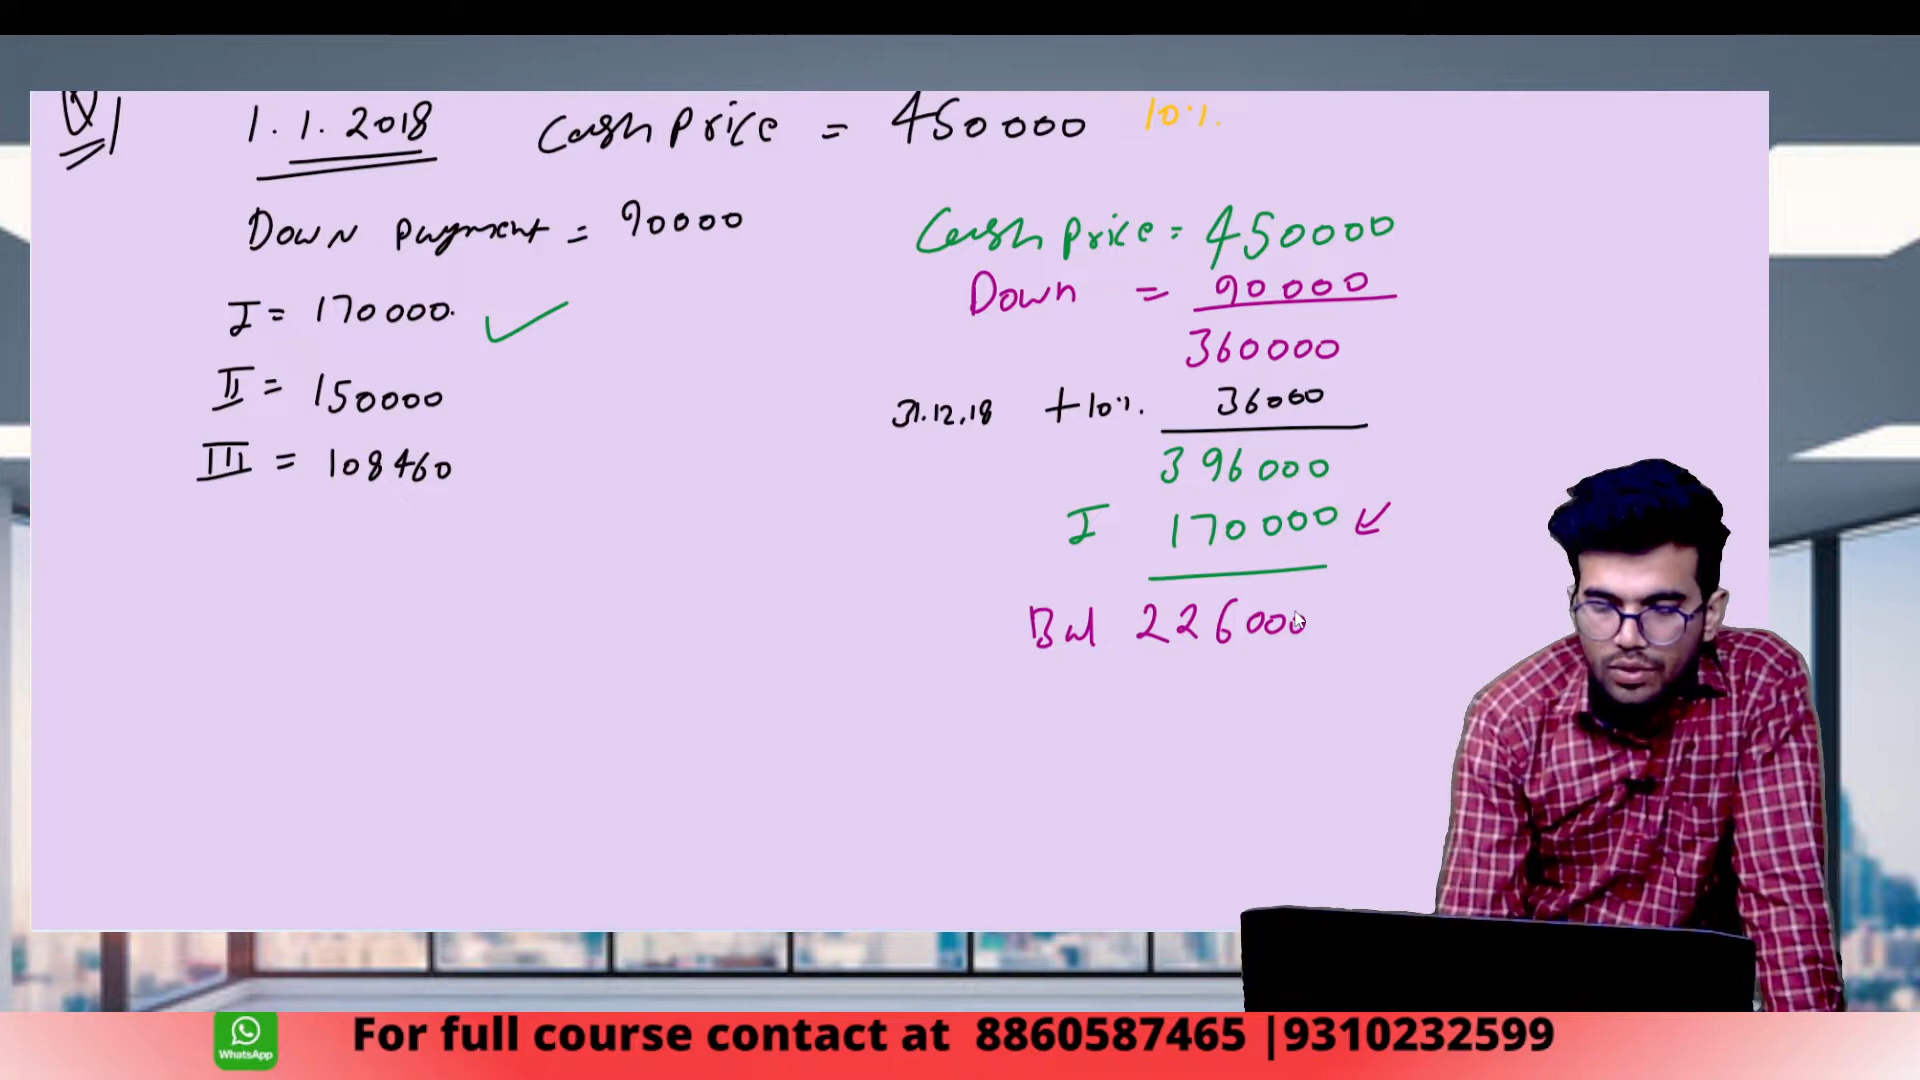 Q1
1.1.2018 Cash Price = 450000 10%.
Down payment = 90000
I = 170000.
II = 150000
III = 108460
Cash price = 450000
Down = 90000
360000
31.12.18 +10%. 36000
396000
I 170000
Bal 226000
WhatsApp
For full course contact at 8860587465 |9310232599